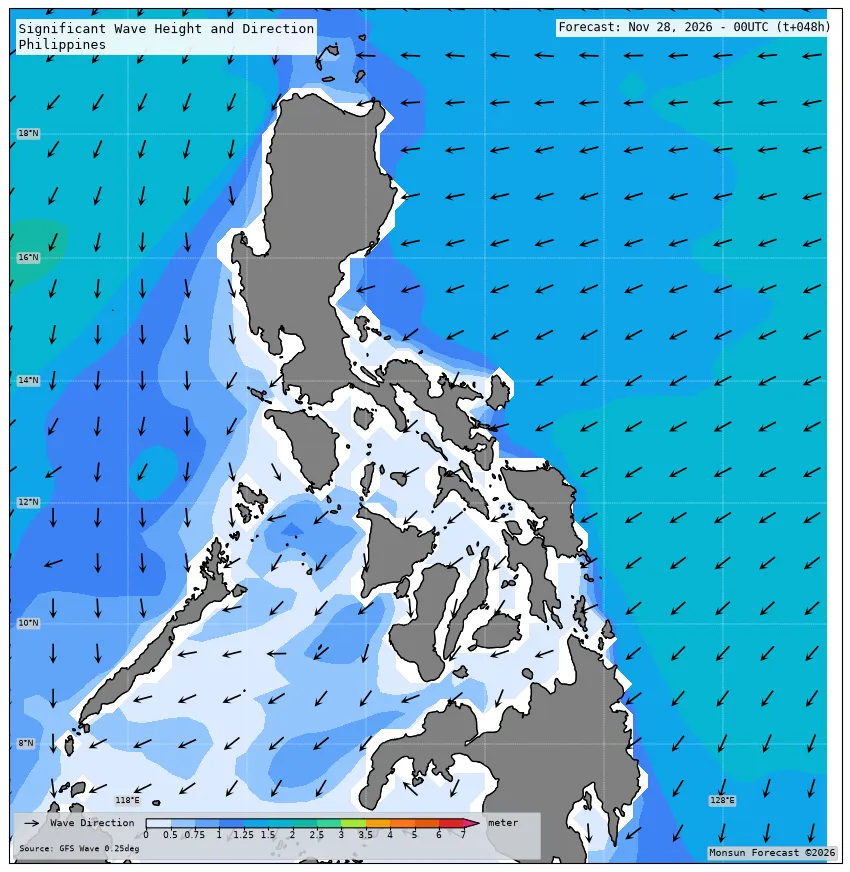 Significant Wave Height and Direction
Philippines
Forecast: Nov 28, 2026 - 00UTC (t+048h)
18°N
16°N
14°N
12°N
10°N
8°N
118°E
128°E
Wave Direction
0 0.5 0.75 1 1.25 1.5 2 2.5 3 3.5 4 5 6 7
meter
Source: GFS Wave 0.25deg
Monsun Forecast ©2026